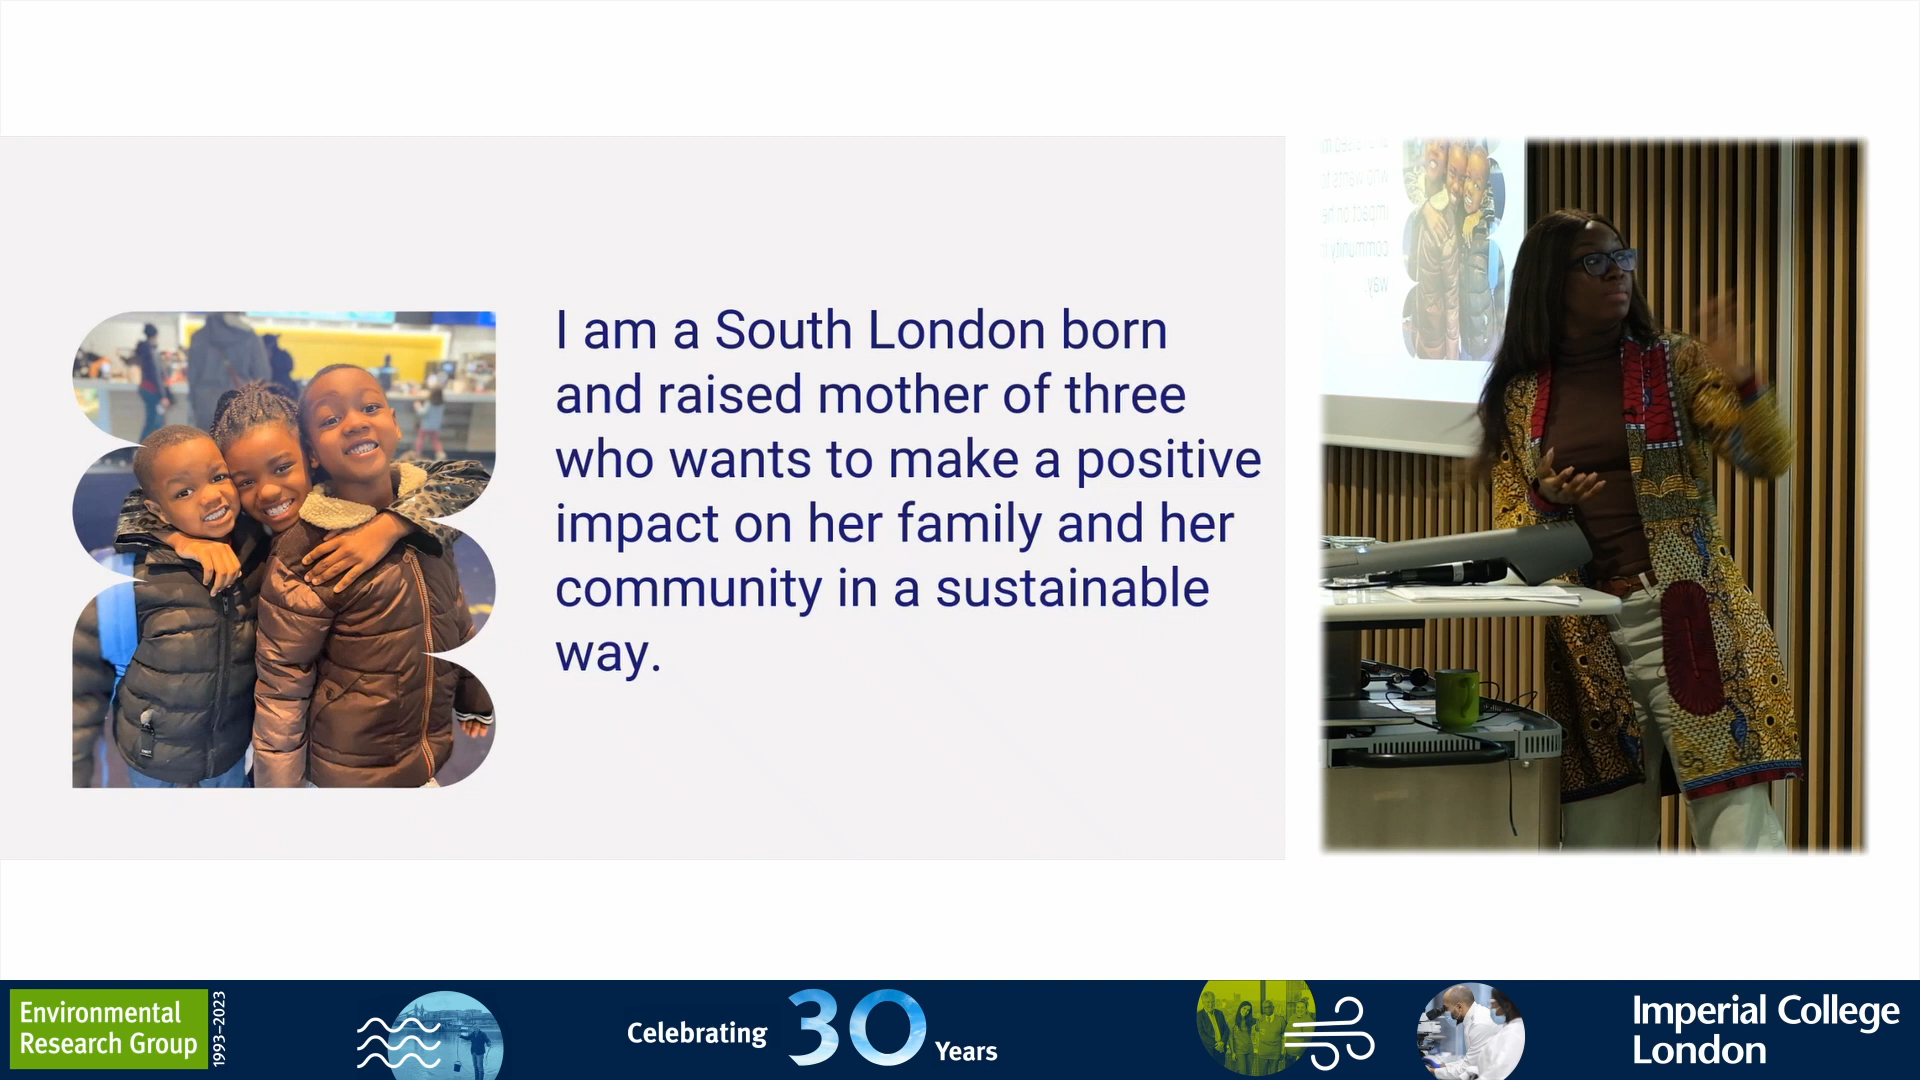 I am a South London born
and raised mother of three
who wants to make a positive
impact on her family and her
community in a sustainable
way.
Environmental
Research Group
1993–2023
Celebrating 30 Years
Imperial College
London